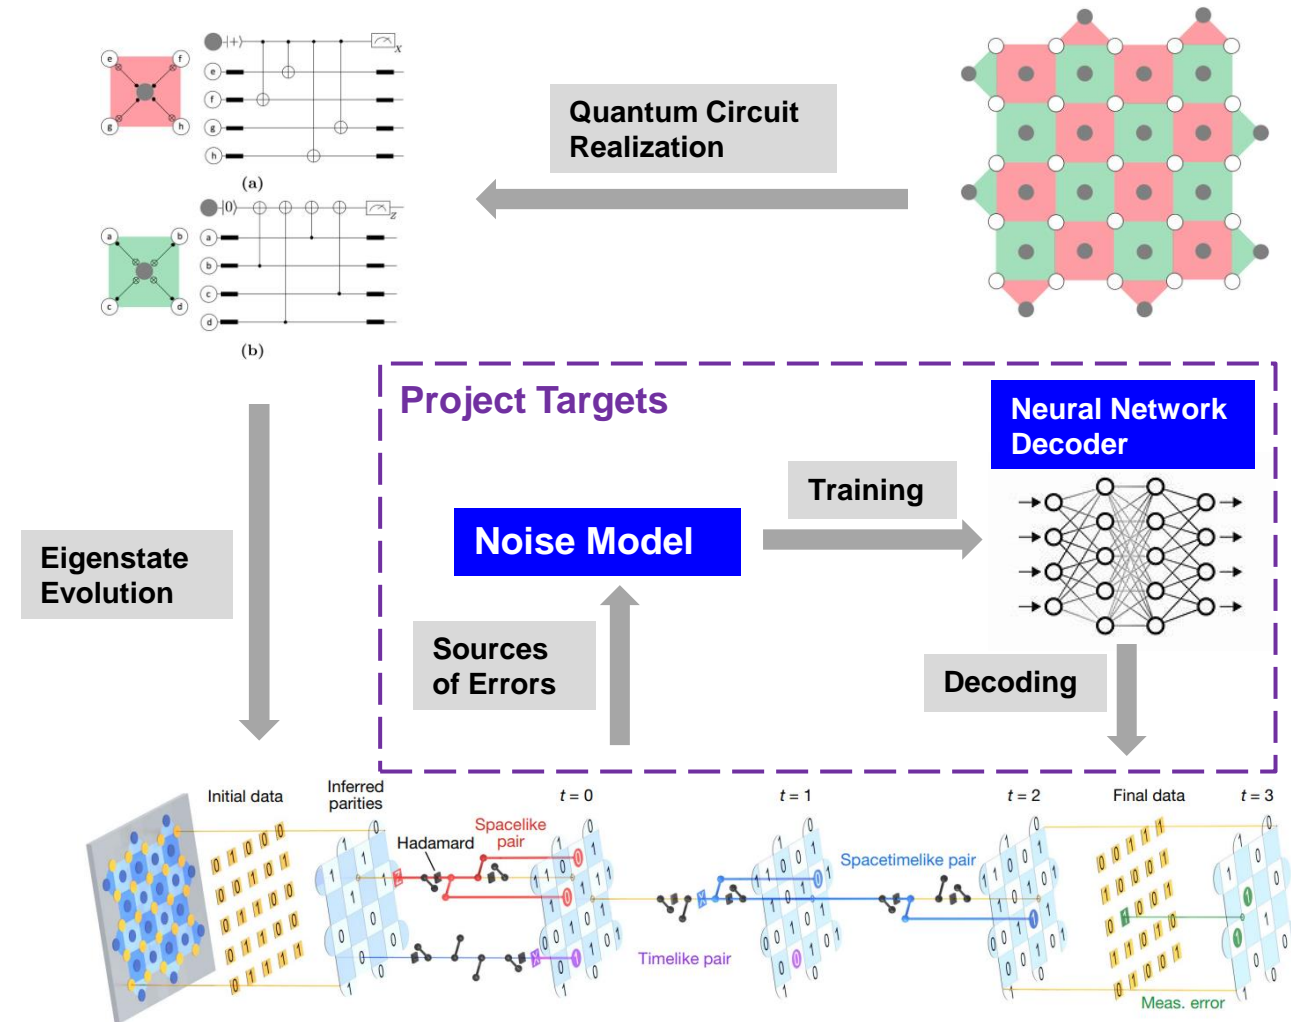 e
f
g
h
|+⟩
X
e
f
g
h
(a)
|0⟩
Z
a
b
c
d
a
b
c
d
(b)
Quantum Circuit
Realization
Project Targets
Neural Network
Decoder
Training
Noise Model
Eigenstate
Evolution
Sources
of Errors
Decoding
Initial data
Inferred
parities
t = 0
t = 1
t = 2
Final data
t = 3
Spacelike
pair
Hadamard
Spacetimelike pair
Timelike pair
Meas. error